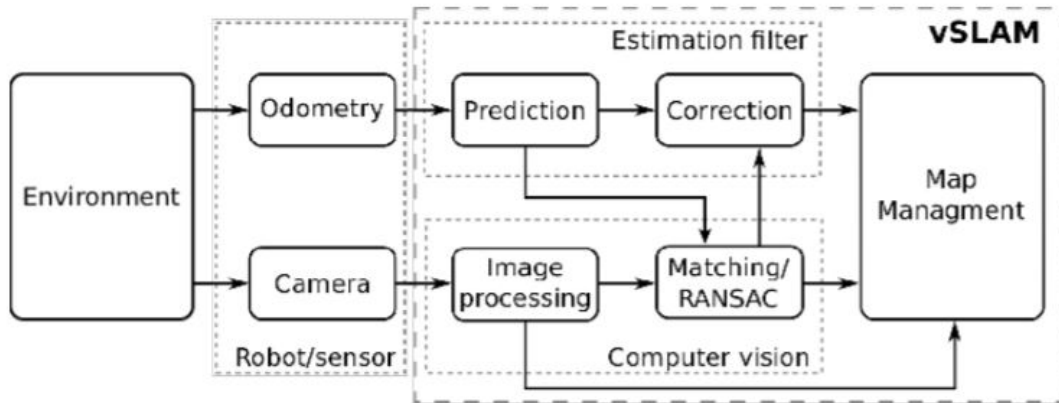 vSLAM
Estimation filter
Environment
Odometry
Prediction
Correction
Map
Managment
Camera
Image
processing
Matching/
RANSAC
Robot/sensor
Computer vision